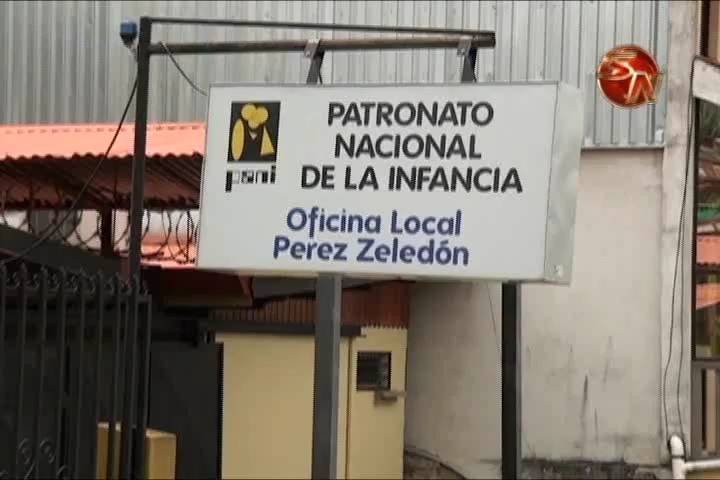 PATRONATO
NACIONAL
DE LA INFANCIA
pani
Oficina Local
Perez Zeledón